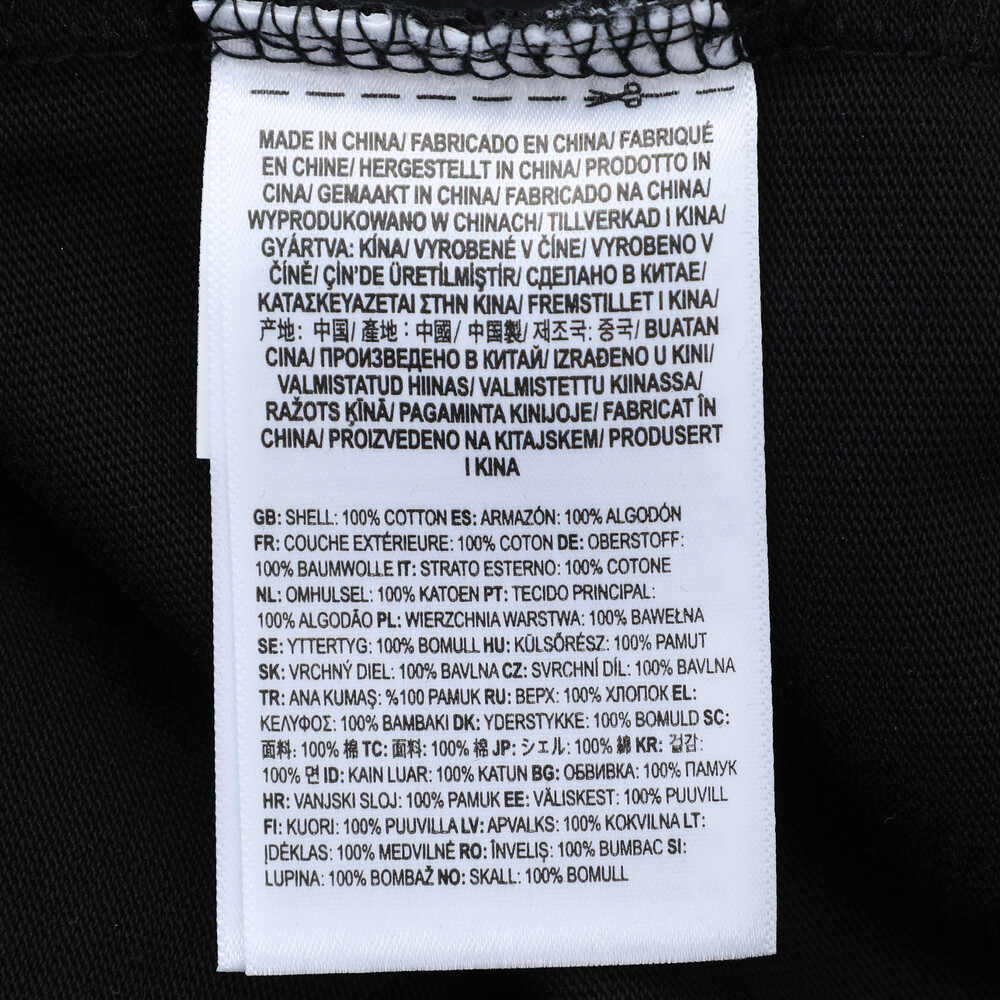 MADE IN CHINA/ FABRICADO EN CHINA/ FABRIQUÉ
EN CHINE/ HERGESTELLT IN CHINA/ PRODOTTO IN
CINA/ GEMAAKT IN CHINA/ FABRICADO NA CHINA/
WYPRODUKOWANO W CHINACH/ TILLVERKAD I KINA/
GYÁRTVA: KÍNA/ VYROBENÉ V ČÍNE/ VYROBENO V
ČÍNĚ/ ÇİN'DE ÜRETİLMİŞTİR/ СДЕЛАНО В КИТАЕ/
ΚΑΤΑΣΚΕΥΑΖΕΤΑΙ ΣΤΗΝ ΚΙΝΑ/ FREMSTILLET I KINA/
产地: 中国/ 產地：中國/ 中国製/ 제조국: 중국/ BUATAN
CINA/ ПРОИЗВЕДЕНО В КИТАЙ/ IZRAĐENO U KINI/
VALMISTATUD HIINAS/ VALMISTETTU KIINASSA/
RAŽOTS ĶĪNĀ/ PAGAMINTA KINIJOJE/ FABRICAT ÎN
CHINA/ PROIZVEDENO NA KITAJSKEM/ PRODUSERT
I KINA
GB: SHELL: 100% COTTON ES: ARMAZÓN: 100% ALGODÓN
FR: COUCHE EXTÉRIEURE: 100% COTON DE: OBERSTOFF:
100% BAUMWOLLE IT: STRATO ESTERNO: 100% COTONE
NL: OMHULSEL: 100% KATOEN PT: TECIDO PRINCIPAL:
100% ALGODÃO PL: WIERZCHNIA WARSTWA: 100% BAWEŁNA
SE: YTTERTYG: 100% BOMULL HU: KÜLSŐRÉSZ: 100% PAMUT
SK: VRCHNÝ DIEL: 100% BAVLNA CZ: SVRCHNÍ DÍL: 100% BAVLNA
TR: ANA KUMAŞ: %100 PAMUK RU: ВЕРХ: 100% ХЛОПОК EL:
ΚΕΛΥΦΟΣ: 100% ΒΑΜΒΑΚΙ DK: YDERSTYKKE: 100% BOMULD SC:
面料: 100% 棉 TC: 面料: 100% 棉 JP: シェル: 100% 綿 KR: 겉감:
100% 면 ID: KAIN LUAR: 100% KATUN BG: ОБВИВКА: 100% ПАМУК
HR: VANJSKI SLOJ: 100% PAMUK EE: VÄLISKEST: 100% PUUVILL
FI: KUORI: 100% PUUVILLA LV: APVALKS: 100% KOKVILNA LT:
ĮDĖKLAS: 100% MEDVILNĖ RO: ÎNVELIŞ: 100% BUMBAC SI:
LUPINA: 100% BOMBAŽ NO: SKALL: 100% BOMULL